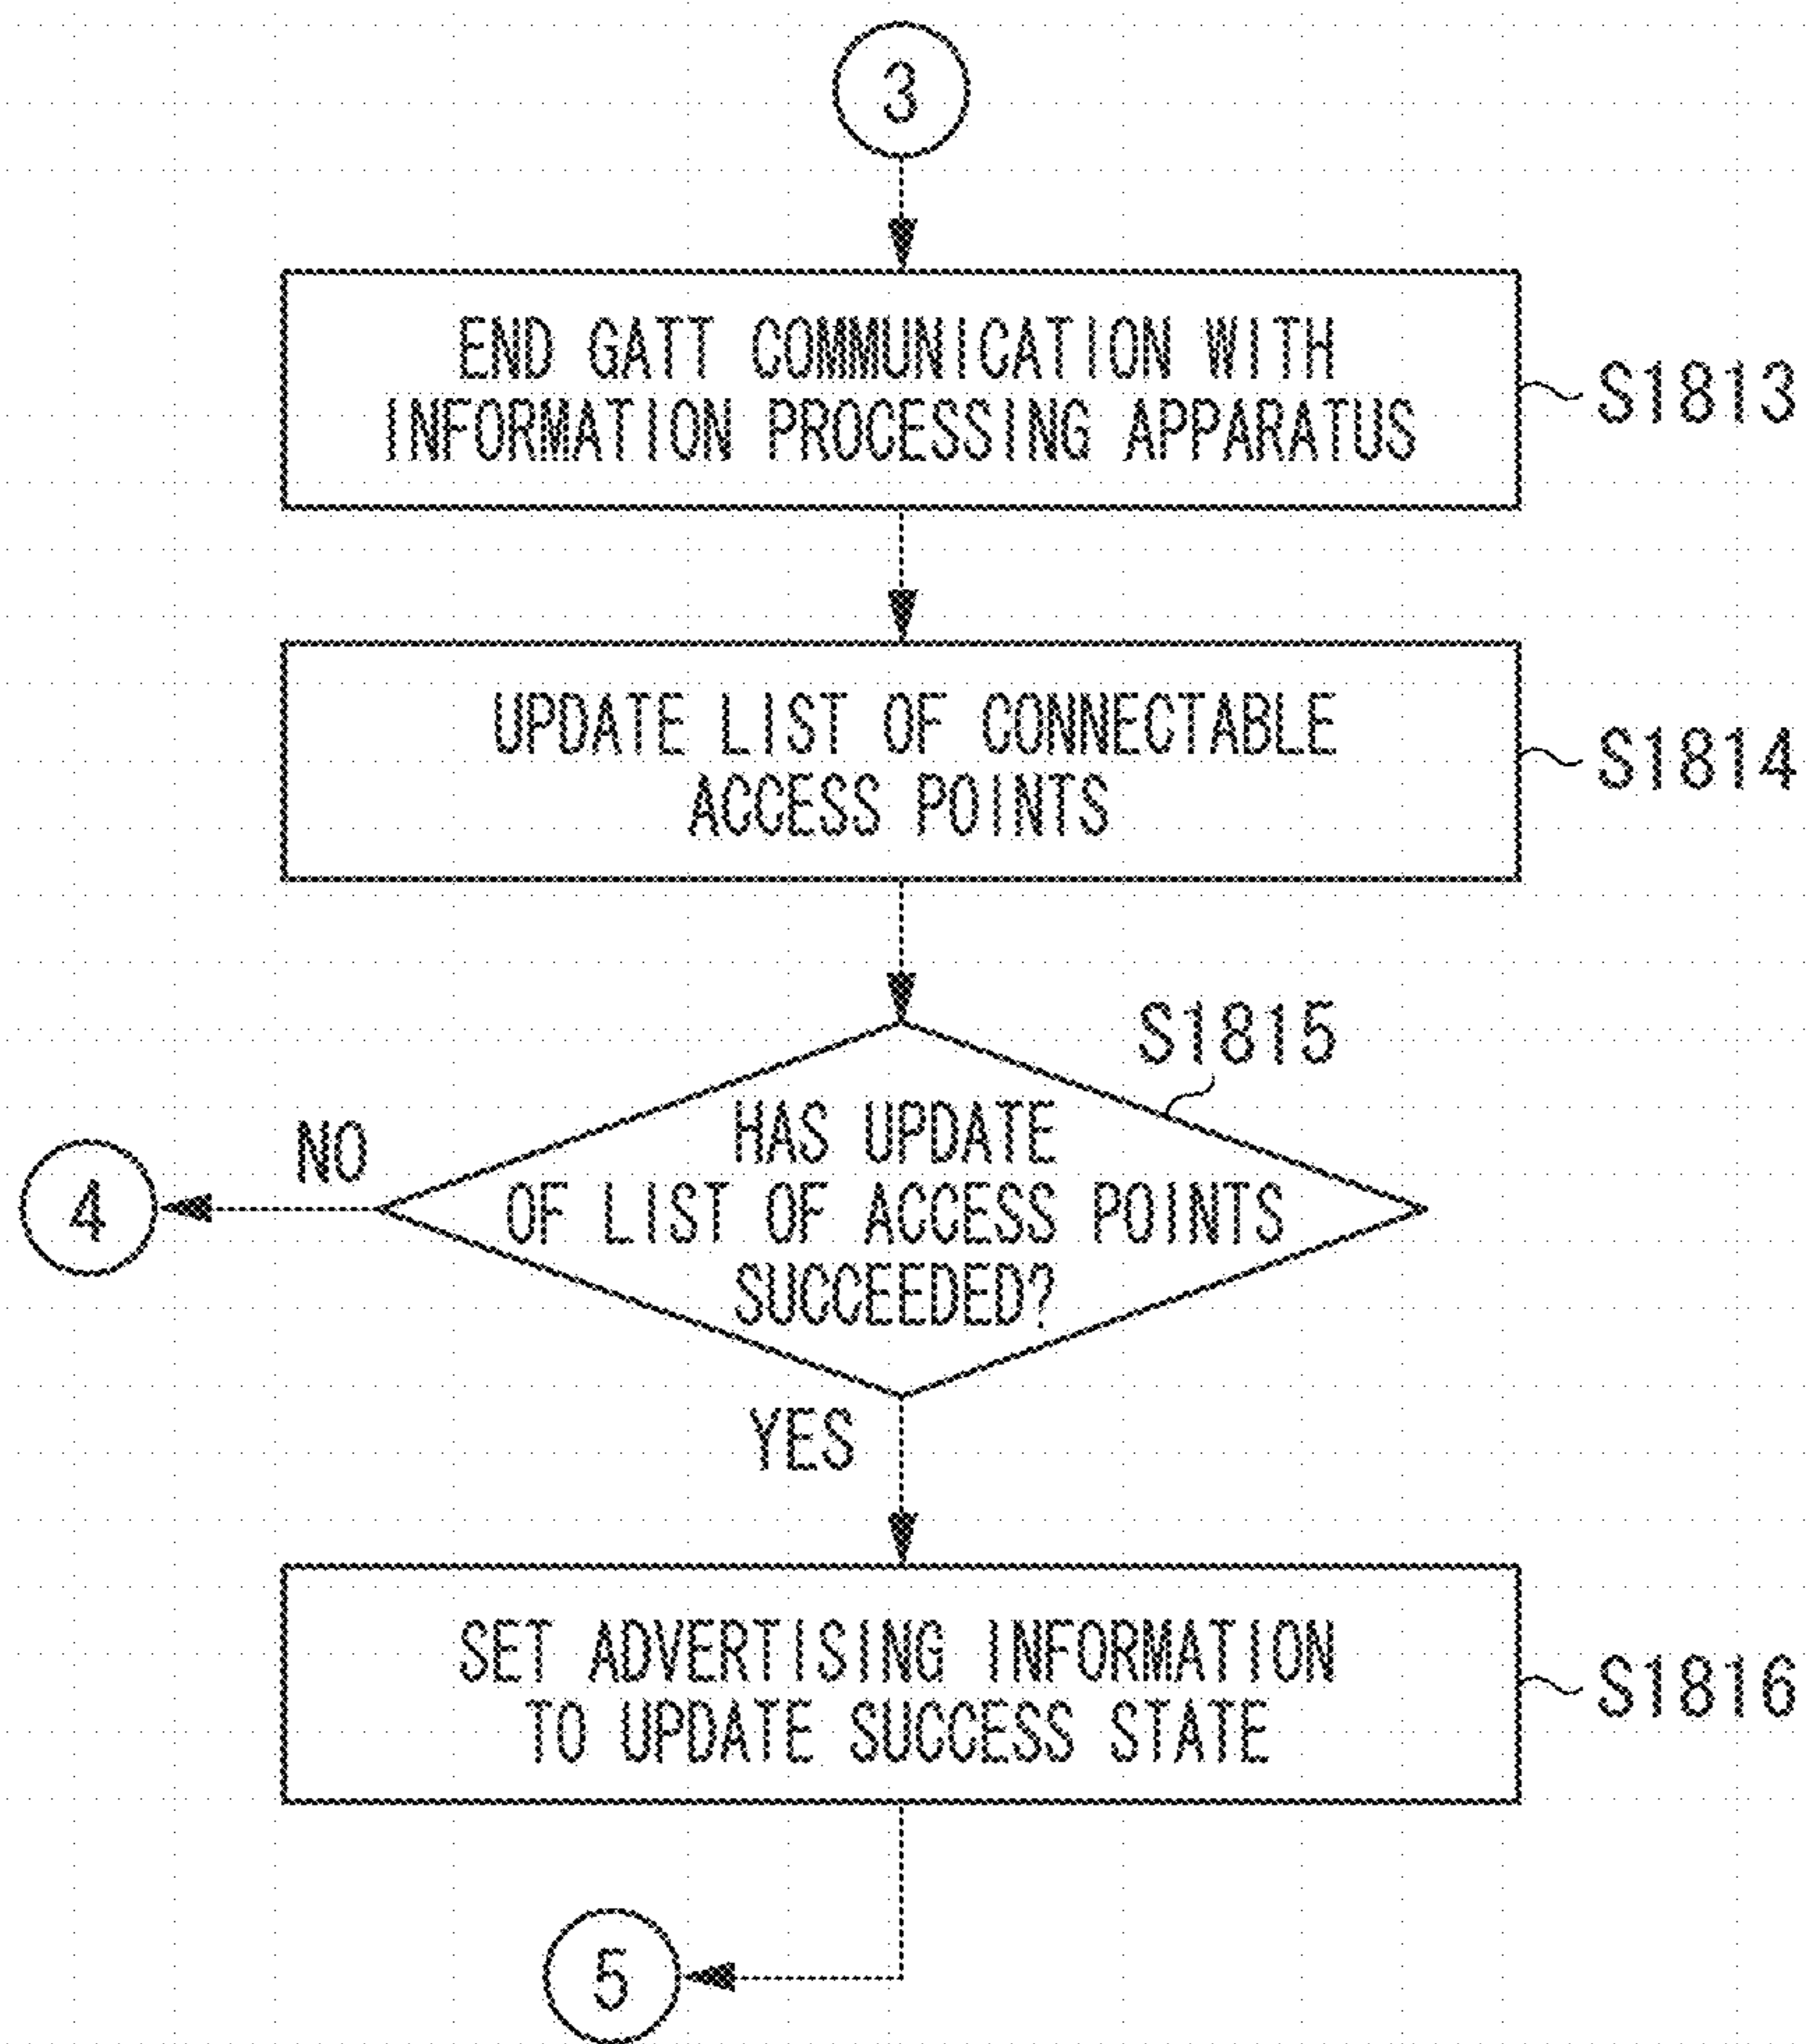 3
END GATT COMMUNICATION WITH
INFORMATION PROCESSING APPARATUS
S1813
UPDATE LIST OF CONNECTABLE
ACCESS POINTS
S1814
S1815
HAS UPDATE
OF LIST OF ACCESS POINTS
SUCCEEDED?
NO
4
YES
SET ADVERTISING INFORMATION
TO UPDATE SUCCESS STATE
S1816
5